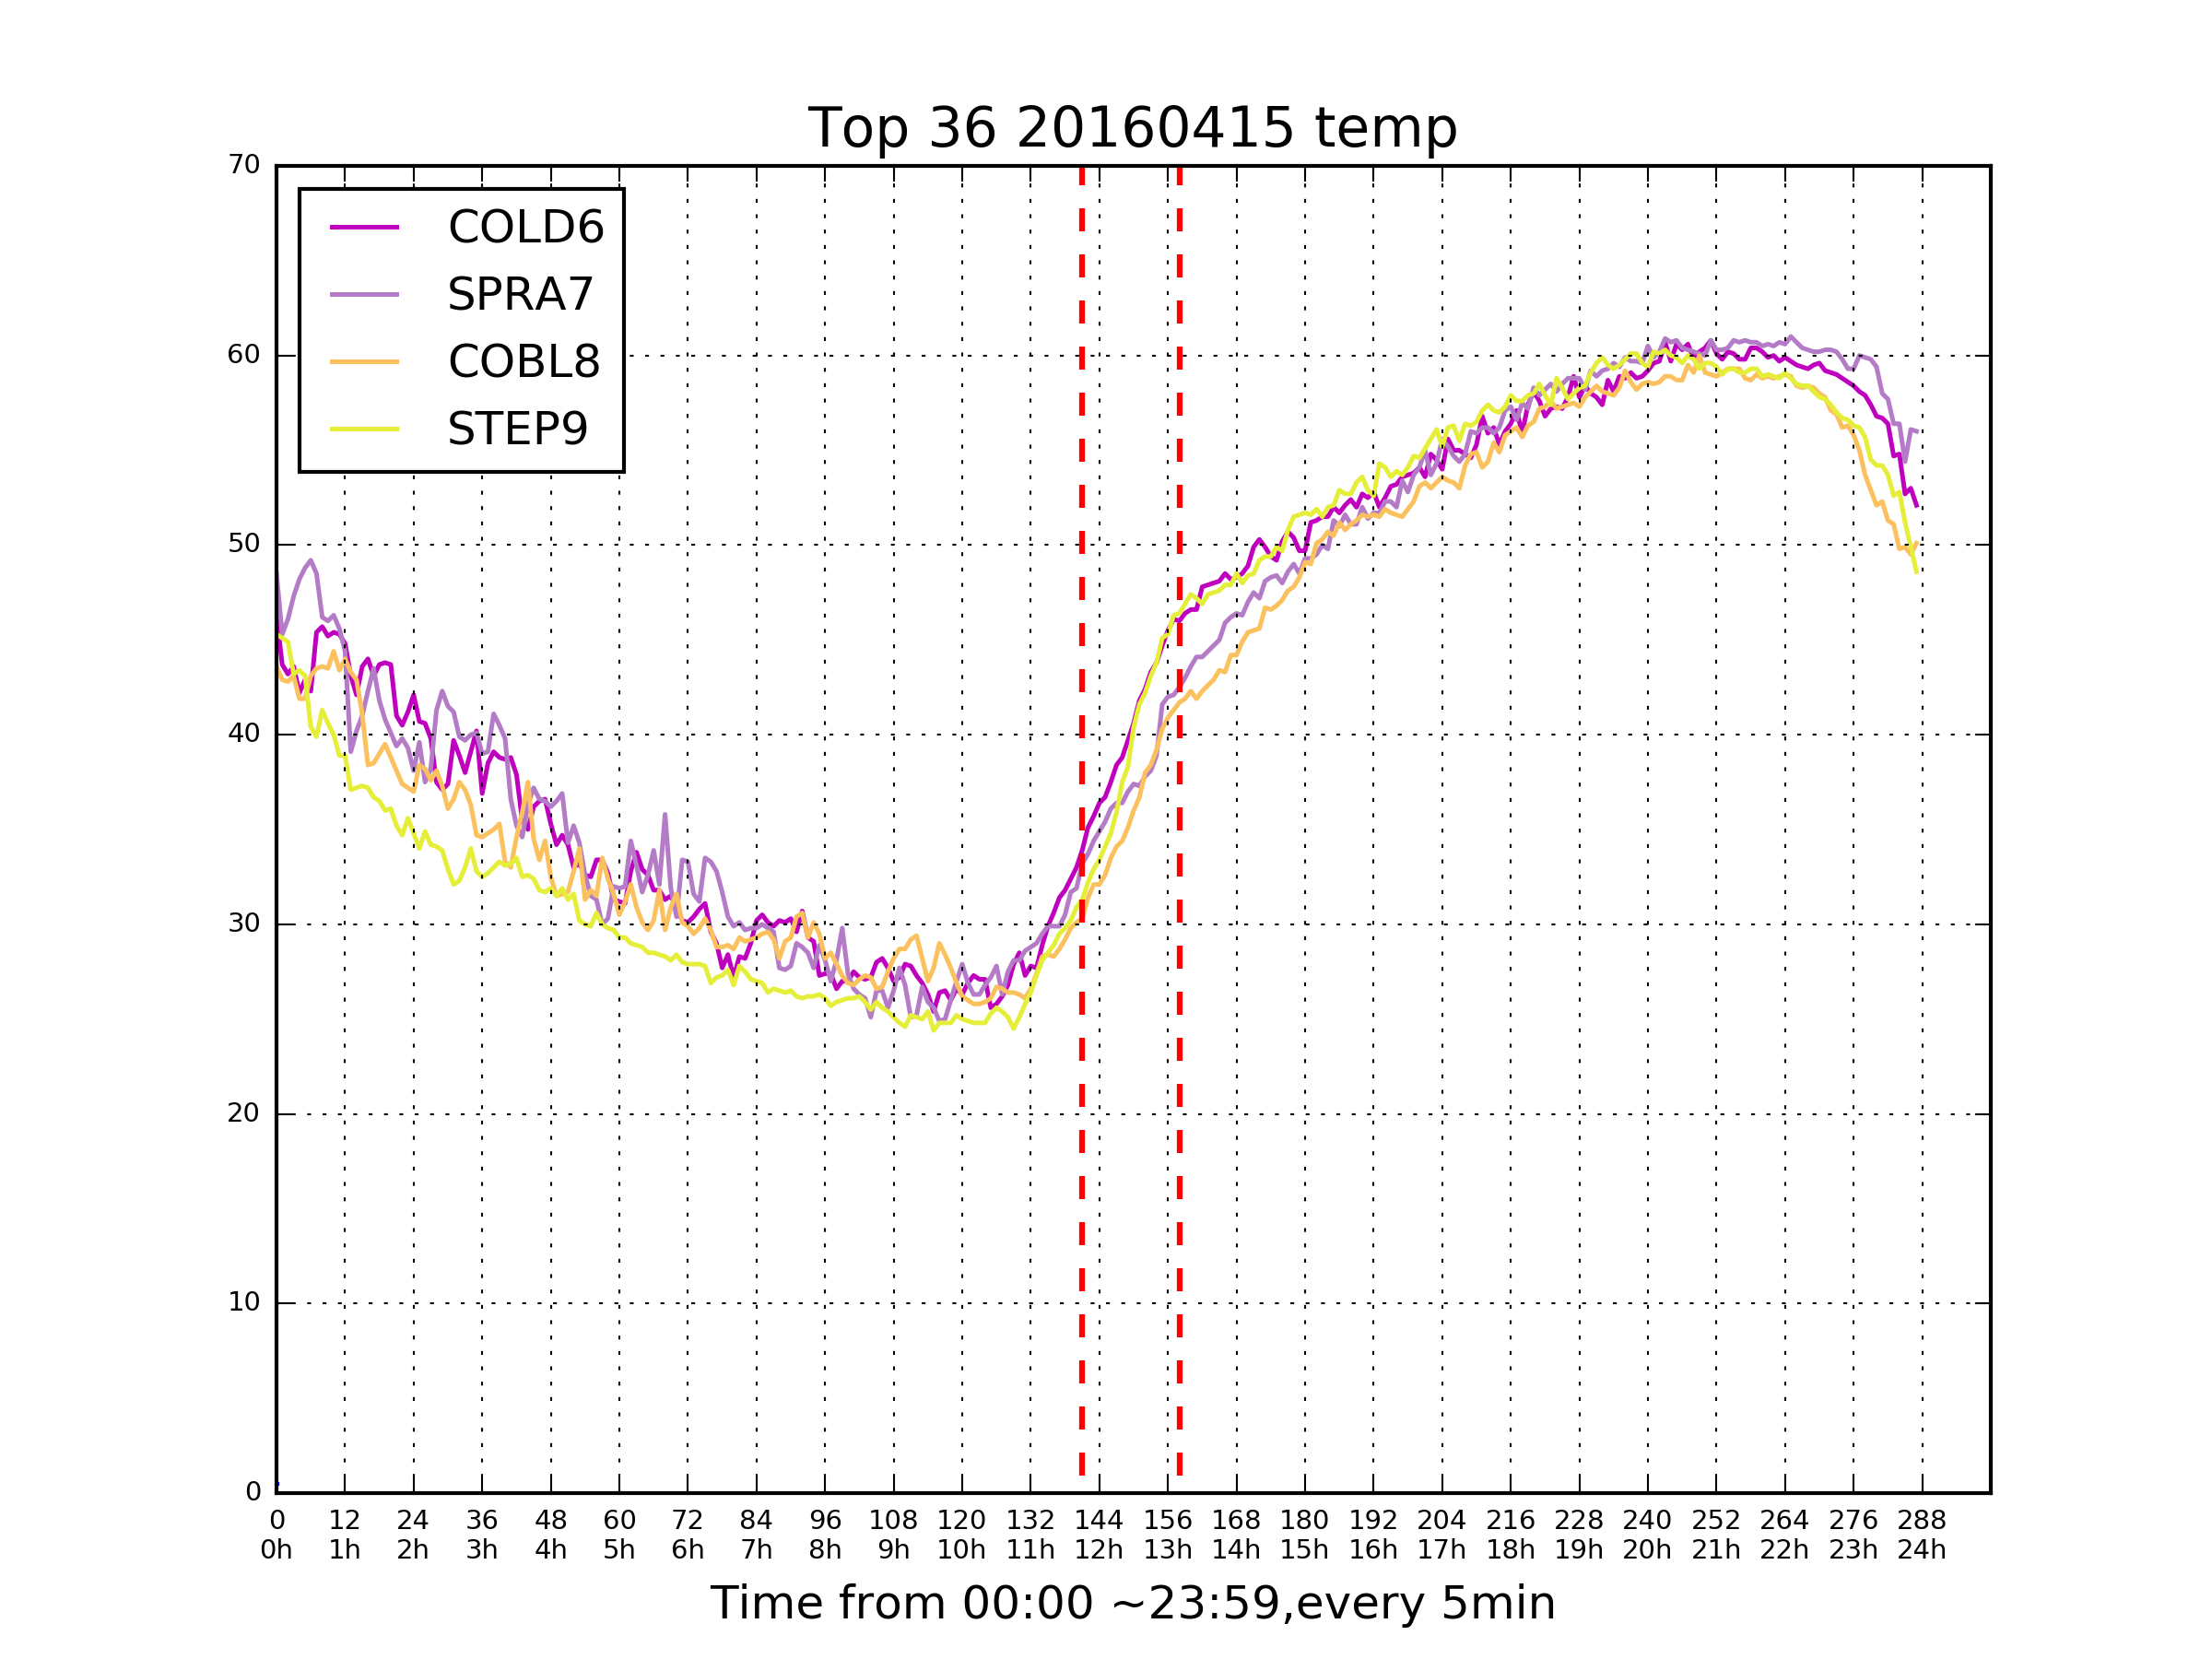 Top 36 20160415 temp
70
60
50
40
30
20
10
0
COLD6
SPRA7
COBL8
STEP9
0 12 24 36 48 60 72 84 96 108 120 132 144 156 168 180 192 204 216 228 240 252 264 276 288
0h 1h 2h 3h 4h 5h 6h 7h 8h 9h 10h 11h 12h 13h 14h 15h 16h 17h 18h 19h 20h 21h 22h 23h 24h
Time from 00:00 ~23:59,every 5min